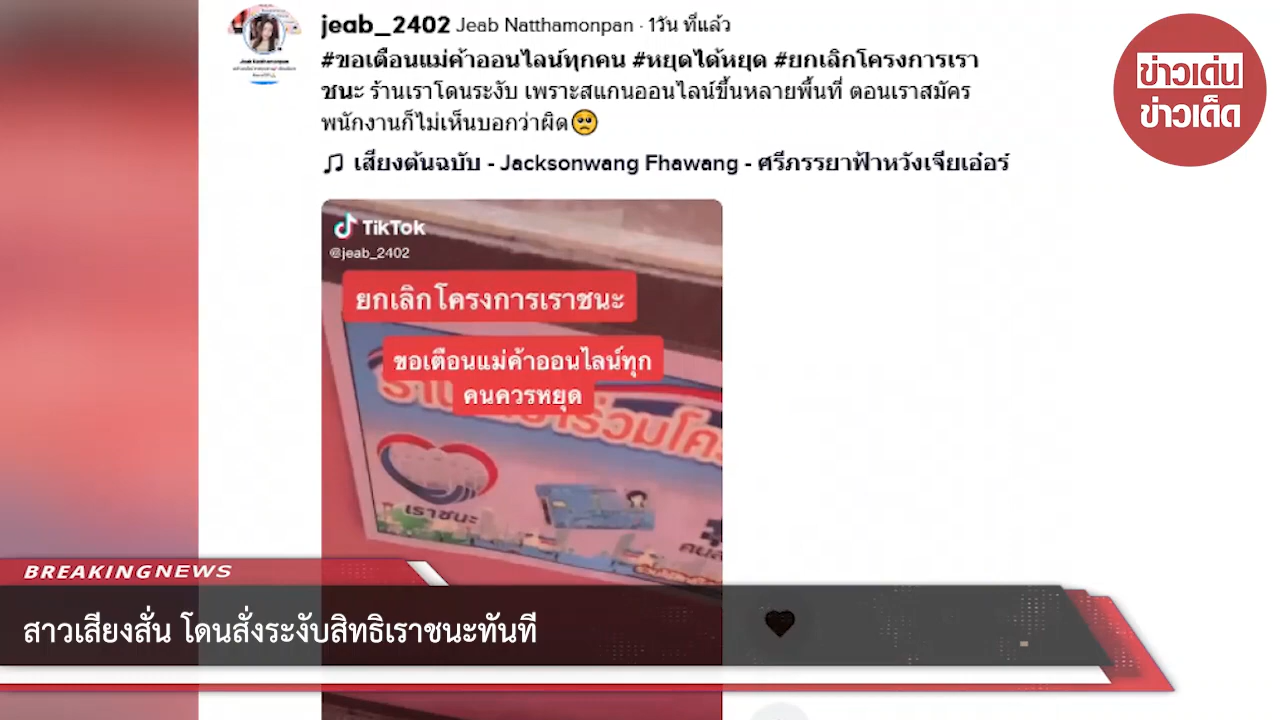 jeab_2402 Jeab Natthamonpan · 1วัน ที่แล้ว
#ขอเตือนแม่ค้าออนไลน์ทุกคน #หยุดได้หยุด #ยกเลิกโครงการเรา
ชนะ ร้านเราโดนระงับ เพราะสแกนออนไลน์ขึ้นหลายพื้นที่ ตอนเราสมัคร
พนักงานก็ไม่เห็นบอกว่าผิด🥺
♫ เสียงต้นฉบับ - Jacksonwang Fhawang - ศรีภรรยาฟ้าหวังเจียเอ๋อร์
ข่าวเด่น
ข่าวเด็ด
TikTok
@jeab_2402
ยกเลิกโครงการเราชนะ
ขอเตือนแม่ค้าออนไลน์ทุก
คนควรหยุด
ร่วมโค
เราชนะ
BREAKING NEWS
สาวเสียงสั่น โดนสั่งระงับสิทธิเราชนะทันที